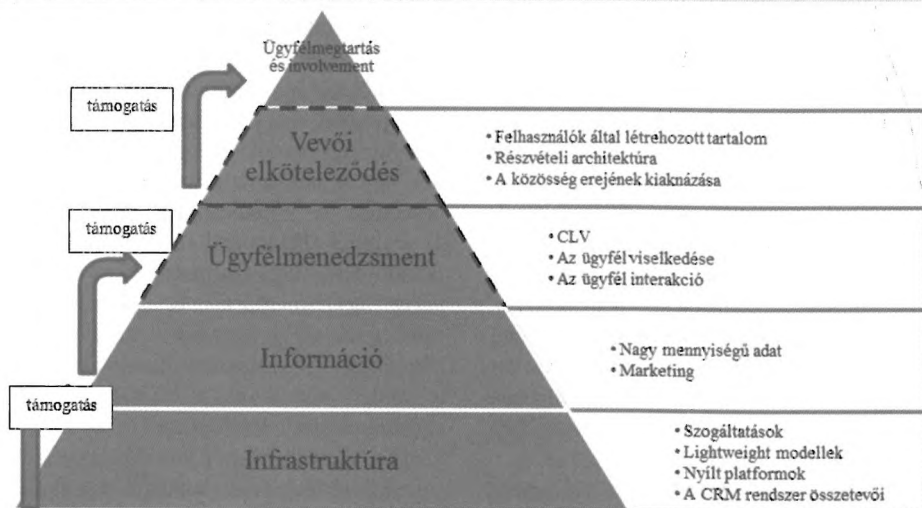 Ügyfélmegtartás
és involvement
támogatás
Vevői
elköteleződés
• Felhasználók által létrehozott tartalom
• Részvételi architektúra
• A közösség erejének kiaknázása
támogatás
Ügyfélmenedzsment
• CLV
• Az ügyfél viselkedése
• Az ügyfél interakció
Információ
• Nagy mennyiségű adat
• Marketing
támogatás
Infrastruktúra
• Szogáltatások
• Lightweight modellek
• Nyílt platformok
• A CRM rendszer összetevői